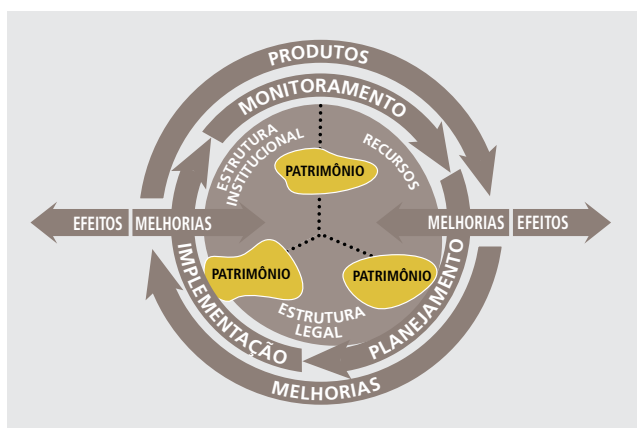 PRODUTOS
MONITORAMENTO
ESTRUTURA
INSTITUCIONAL
RECURSOS
PATRIMÔNIO
EFEITOS
MELHORIAS
MELHORIAS
EFEITOS
PATRIMÔNIO
PATRIMÔNIO
ESTRUTURA
LEGAL
IMPLEMENTAÇÃO
PLANEJAMENTO
MELHORIAS